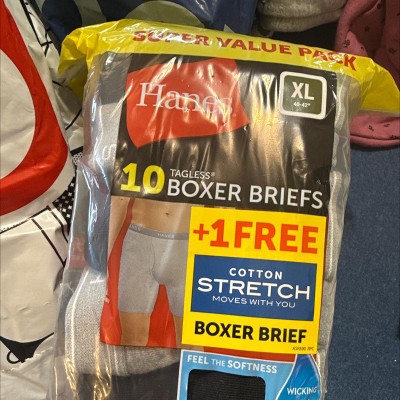 SUPER VALUE PACK
Hanes
XL
40-42"
10 TAGLESS®
BOXER BRIEFS
+1 FREE
COTTON
STRETCH
MOVES WITH YOU
BOXER BRIEF
FEEL THE SOFTNESS
WICKING